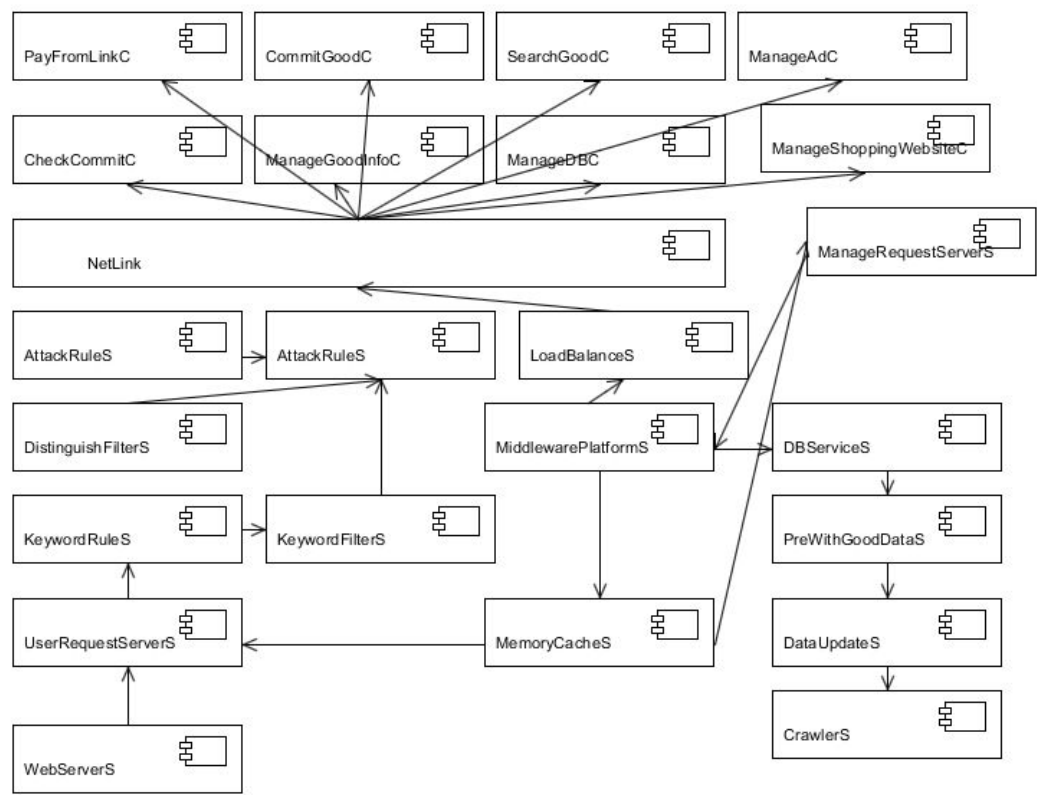 PayFromLinkC
CommitGoodC
SearchGoodC
ManageAdC
CheckCommitC
ManageGoodInfoC
ManageDBC
ManageShoppingWebsiteC
NetLink
ManageRequestServerS
AttackRuleS
AttackRuleS
LoadBalanceS
DistinguishFilterS
MiddlewarePlatformS
DBServiceS
KeywordRuleS
KeywordFilterS
PreWithGoodDataS
UserRequestServerS
MemoryCacheS
DataUpdateS
CrawlerS
WebServerS